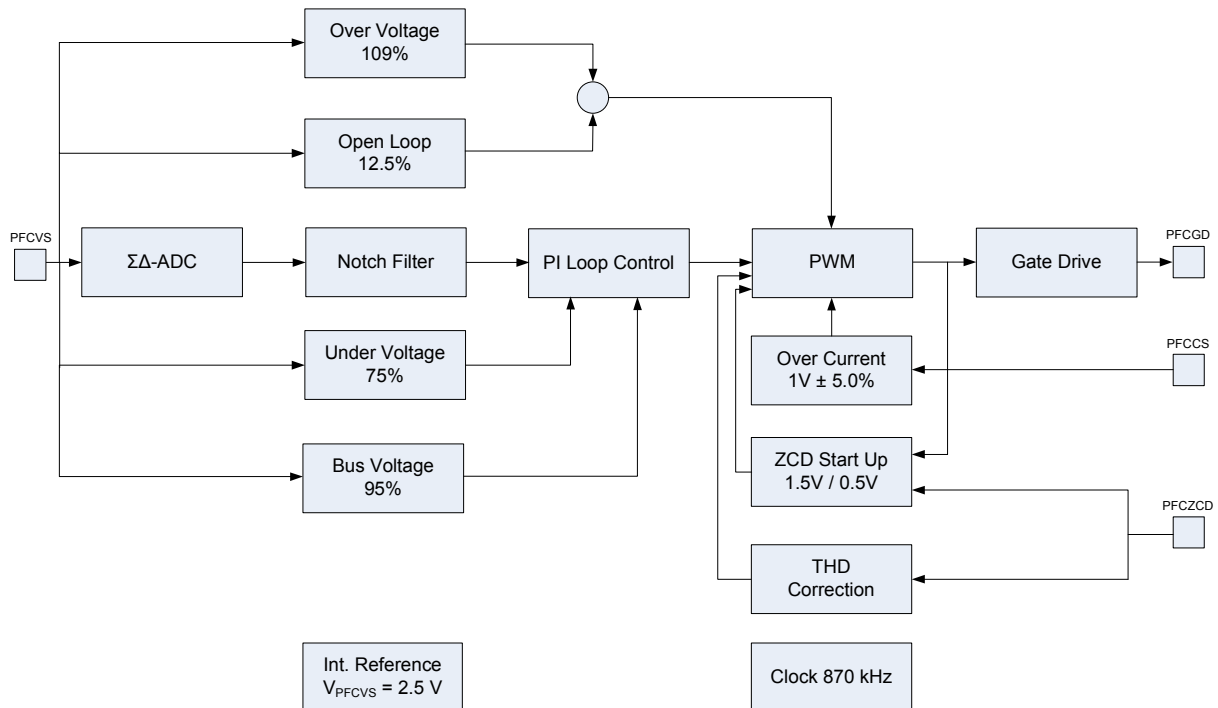 Over Voltage
109%
Open Loop
12.5%
PFCVS
ΣΔ-ADC
Notch Filter
PI Loop Control
PWM
Gate Drive
PFCGD
Under Voltage
75%
Over Current
1V ± 5.0%
PFCCS
Bus Voltage
95%
ZCD Start Up
1.5V / 0.5V
PFCZCD
THD
Correction
Int. Reference
VPFCVS = 2.5 V
Clock 870 kHz